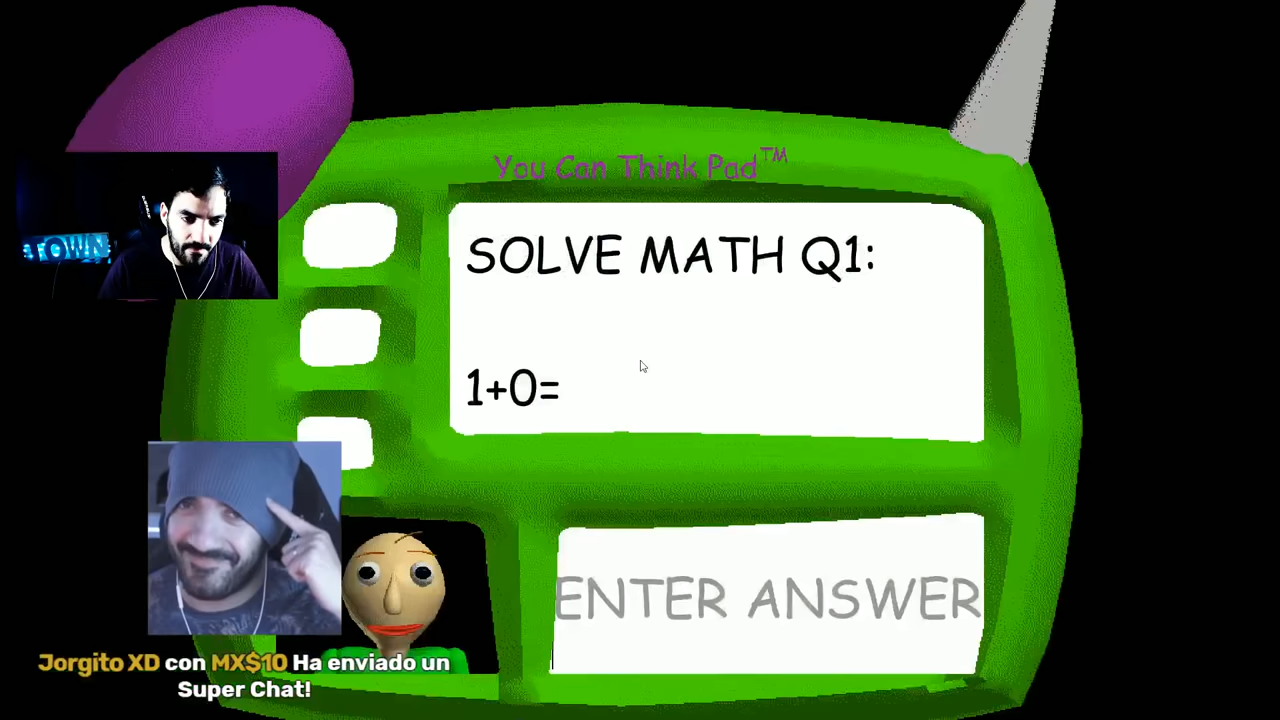 You Can Think Pad™
SOLVE MATH Q1:
1+0=
ENTER ANSWER
Jorgito XD con MX$10 Ha enviado un
Super Chat!